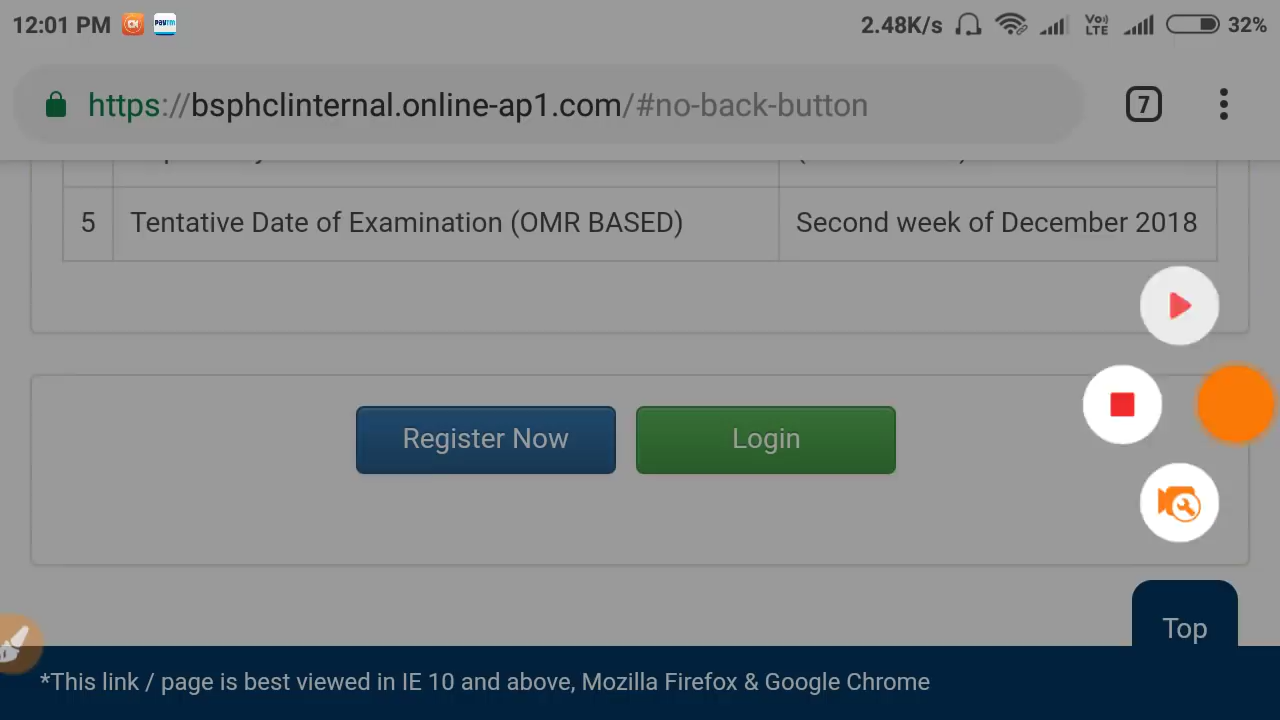 12:01 PM 2.48K/s Vo) LTE 32%
https://bsphclinternal.online-ap1.com/#no-back-button 7
5 Tentative Date of Examination (OMR BASED) Second week of December 2018
Register Now Login
Top
*This link / page is best viewed in IE 10 and above, Mozilla Firefox & Google Chrome